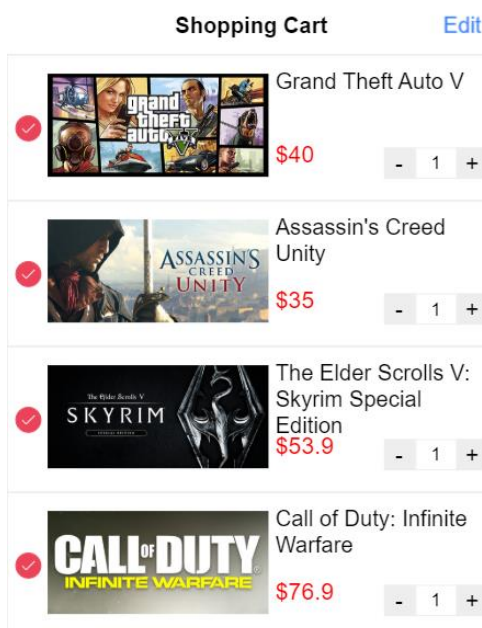 Shopping Cart
Edit
grand
theft
auto V
Grand Theft Auto V
$40
- 1 +
ASSASSIN'S
CREED
UNITY
Assassin's Creed
Unity
$35
- 1 +
The Elder Scrolls V
SKYRIM
SPECIAL EDITION
The Elder Scrolls V:
Skyrim Special
Edition
$53.9
- 1 +
CALL OF DUTY
INFINITE WARFARE
Call of Duty: Infinite
Warfare
$76.9
- 1 +